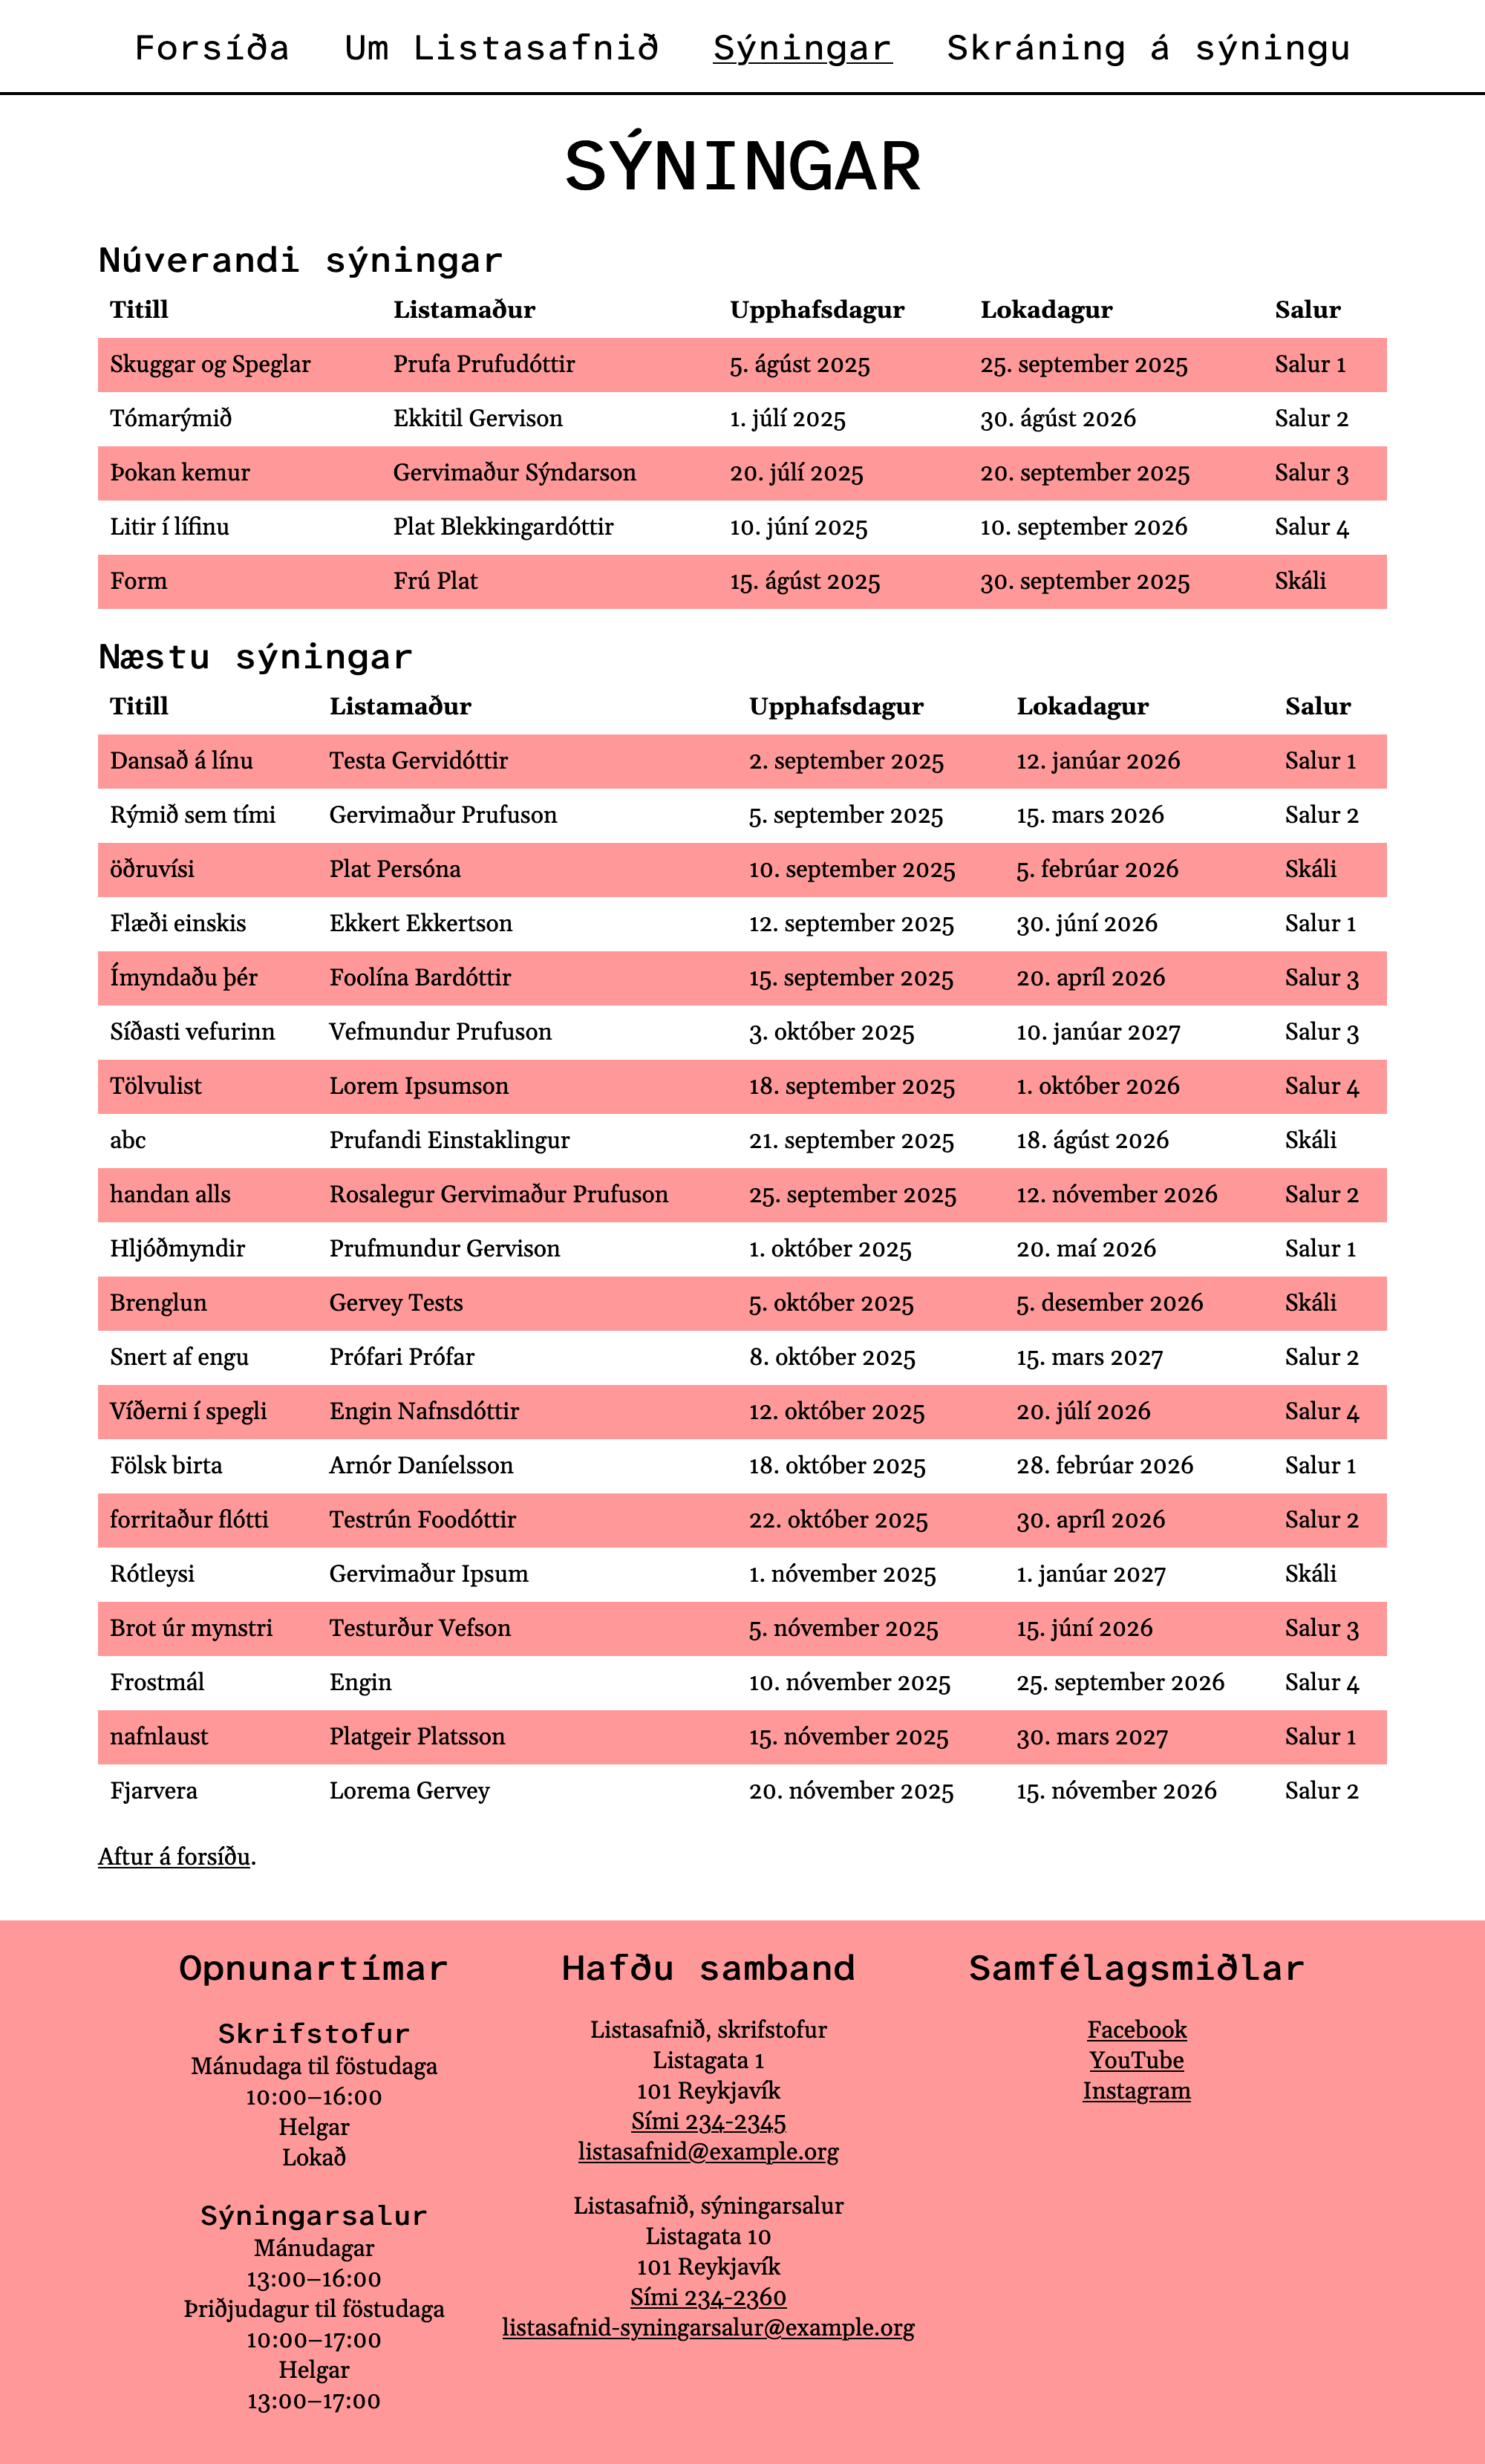 Forsíða Um Listasafnið Sýningar Skráning á sýningu
SÝNINGAR
Núverandi sýningar
Titill Listamaður Upphafsdagur Lokadagur Salur
Skuggar og Speglar Prufa Prufudóttir 5. ágúst 2025 25. september 2025 Salur 1
Tómarýmið Ekkitil Gervison 1. júlí 2025 30. ágúst 2026 Salur 2
Þokan kemur Gervimaður Sýndarson 20. júlí 2025 20. september 2025 Salur 3
Litir í lífinu Plat Blekkingardóttir 10. júní 2025 10. september 2026 Salur 4
Form Frú Plat 15. ágúst 2025 30. september 2025 Skáli
Næstu sýningar
Titill Listamaður Upphafsdagur Lokadagur Salur
Dansað á línu Testa Gervidóttir 2. september 2025 12. janúar 2026 Salur 1
Rýmið sem tími Gervimaður Prufuson 5. september 2025 15. mars 2026 Salur 2
öðruvísi Plat Persóna 10. september 2025 5. febrúar 2026 Skáli
Flæði einskis Ekkert Ekkertson 12. september 2025 30. júní 2026 Salur 1
Ímyndaðu þér Foolína Bardóttir 15. september 2025 20. apríl 2026 Salur 3
Síðasti vefurinn Vefmundur Prufuson 3. október 2025 10. janúar 2027 Salur 3
Tölvulist Lorem Ipsumson 18. september 2025 1. október 2026 Salur 4
abc Prufandi Einstaklingur 21. september 2025 18. ágúst 2026 Skáli
handan alls Rosalegur Gervimaður Prufuson 25. september 2025 12. nóvember 2026 Salur 2
Hljóðmyndir Prufmundur Gervison 1. október 2025 20. maí 2026 Salur 1
Brenglun Gervey Tests 5. október 2025 5. desember 2026 Skáli
Snert af engu Prófari Prófar 8. október 2025 15. mars 2027 Salur 2
Víðerni í spegli Engin Nafnsdóttir 12. október 2025 20. júlí 2026 Salur 4
Fölsk birta Arnór Daníelsson 18. október 2025 28. febrúar 2026 Salur 1
forritaður flótti Testrún Foodóttir 22. október 2025 30. apríl 2026 Salur 2
Rótleysi Gervimaður Ipsum 1. nóvember 2025 1. janúar 2027 Skáli
Brot úr mynstri Testurður Vefson 5. nóvember 2025 15. júní 2026 Salur 3
Frostmál Engin 10. nóvember 2025 25. september 2026 Salur 4
nafnlaust Platgeir Platsson 15. nóvember 2025 30. mars 2027 Salur 1
Fjarvera Lorema Gervey 20. nóvember 2025 15. nóvember 2026 Salur 2
Aftur á forsíðu.
Opnunartímar
Skrifstofur
Mánudaga til föstudaga
10:00–16:00
Helgar
Lokað
Sýningarsalur
Mánudagar
13:00–16:00
Þriðjudagur til föstudaga
10:00–17:00
Helgar
13:00–17:00
Hafðu samband
Listasafnið, skrifstofur
Listagata 1
101 Reykjavík
Sími 234-2345
listasafnid@example.org
Listasafnið, sýningarsalur
Listagata 10
101 Reykjavík
Sími 234-2360
listasafnid-syningarsalur@example.org
Samfélagsmiðlar
Facebook
YouTube
Instagram